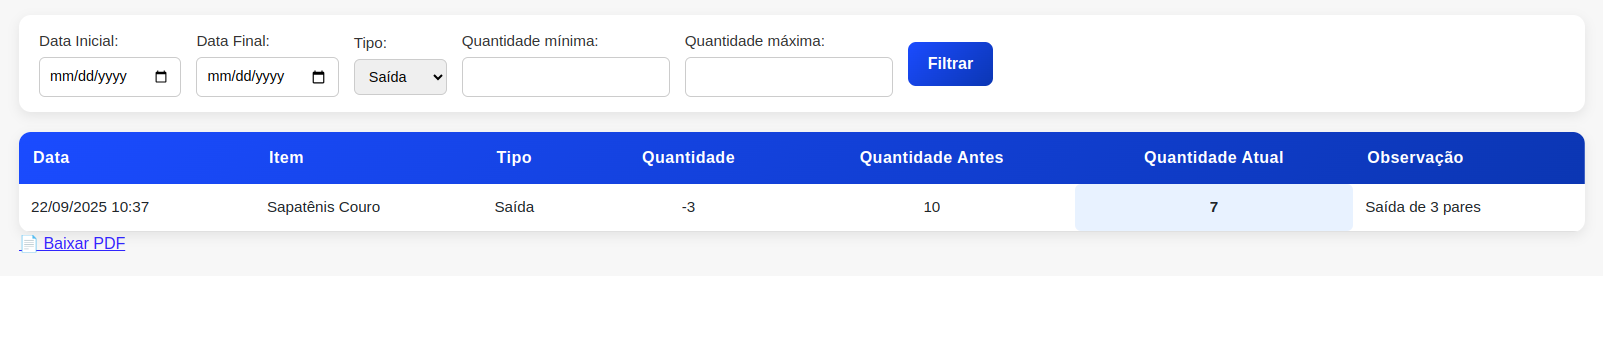 Data Inicial: Data Final: Tipo: Quantidade mínima: Quantidade máxima:
mm/dd/yyyy mm/dd/yyyy Saída Filtrar
Data Item Tipo Quantidade Quantidade Antes Quantidade Atual Observação
22/09/2025 10:37 Sapatênis Couro Saída -3 10 7 Saída de 3 pares
📄 Baixar PDF